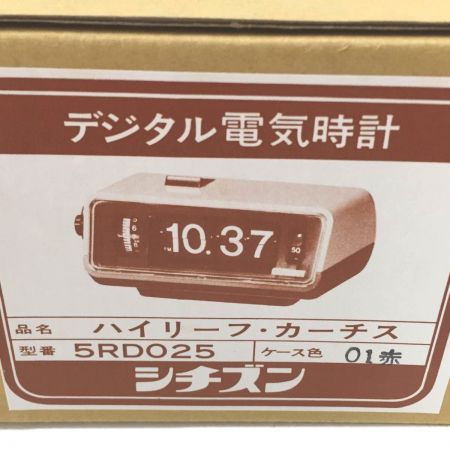 デジタル電気時計
10.37
50
品名 ハイリーフ・カーチス
型番 5RD025 ケース色 01赤
シチズン